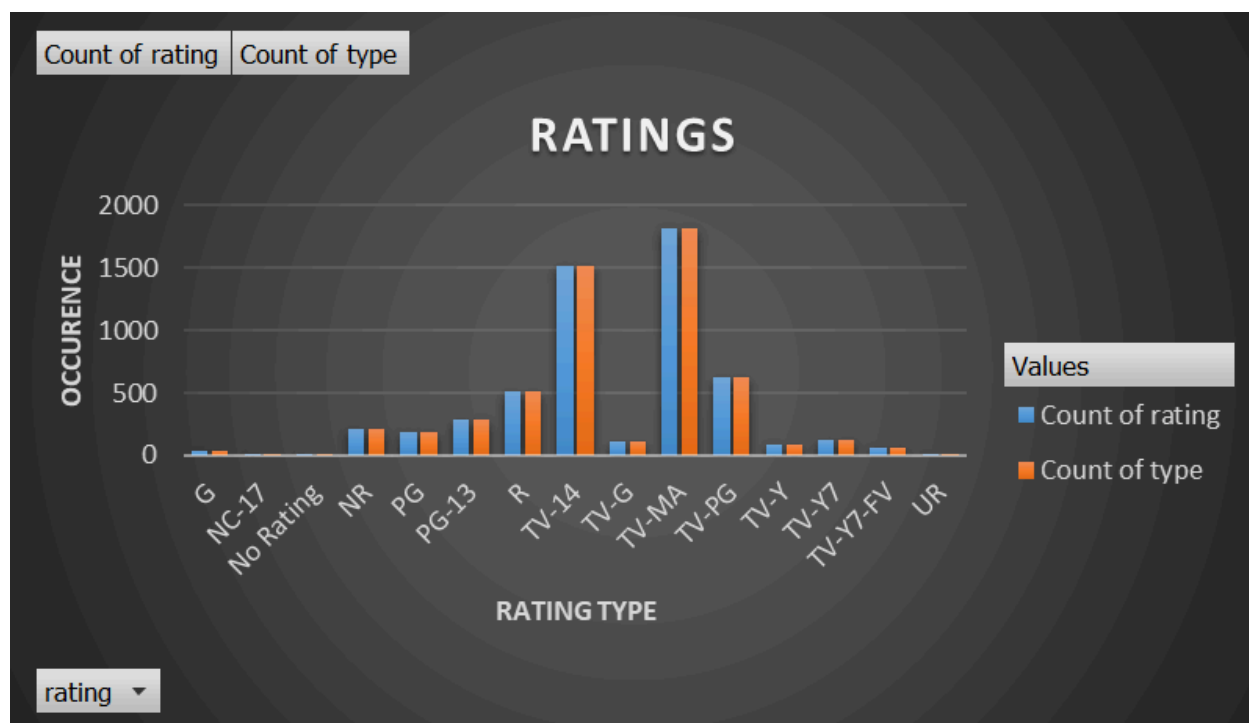 Count of rating Count of type
RATINGS
2000
1500
1000
500
0
OCCURENCE
G NC-17 No Rating NR PG PG-13 R TV-14 TV-G TV-MA TV-PG TV-Y TV-Y7 TV-Y7-FV UR
RATING TYPE
Values
Count of rating
Count of type
rating